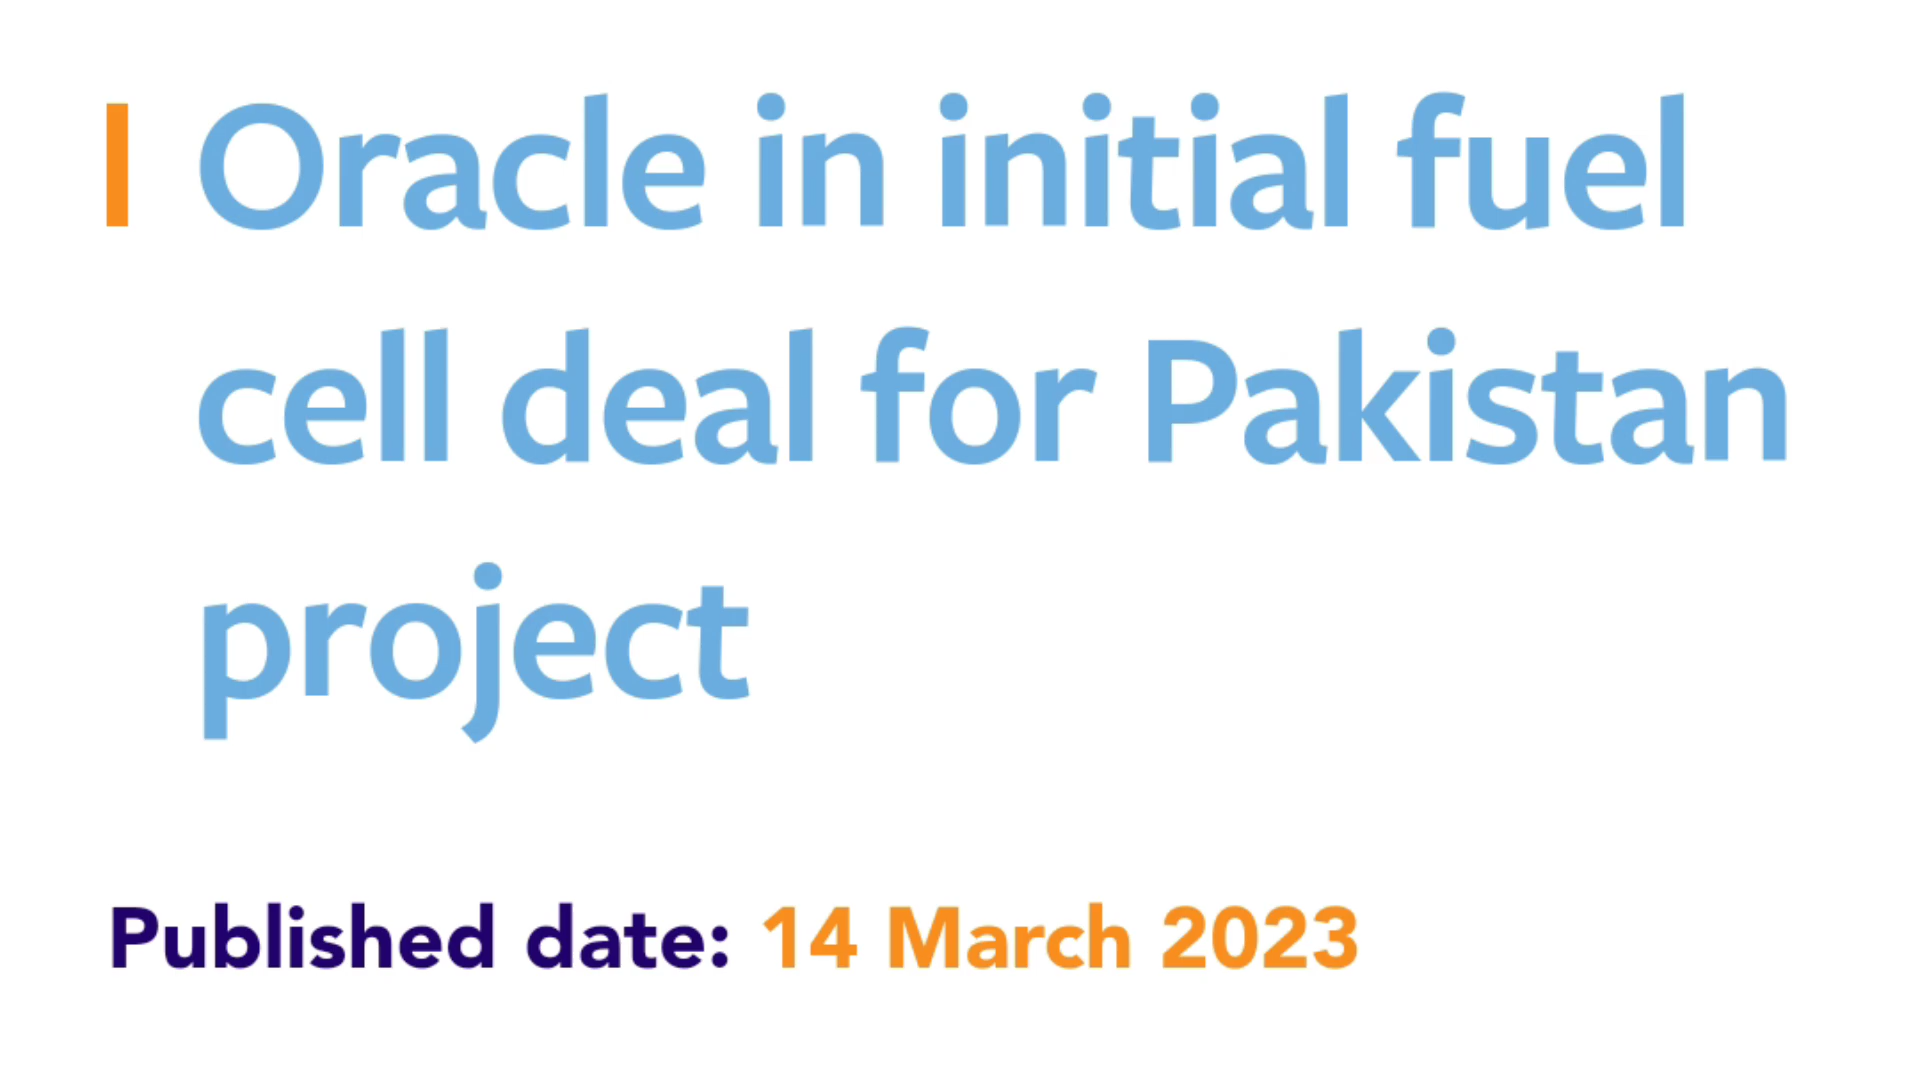 Oracle in initial fuel
cell deal for Pakistan
project
Published date: 14 March 2023